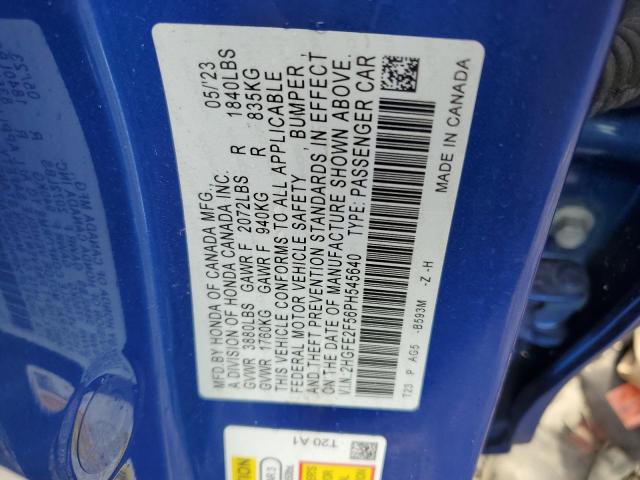 MFD.BY HONDA OF CANADA MFG., 05/'23
A DIVISION OF HONDA CANADA INC.
GVWR 3880LBS GAWR F 2072LBS R 1840LBS
GVWR 1760KG GAWR F 940KG R 835KG
THIS VEHICLE CONFORMS TO ALL APPLICABLE
FEDERAL MOTOR VEHICLE SAFETY , BUMPER ,
AND THEFT PREVENTION STANDARDS IN EFFECT
ON THE DATE OF MANUFACTURE SHOWN ABOVE.
V.I.N.:2HGFE2F56PH545640 TYPE: PASSENGER CAR
T23 P AG5 -B593M -Z -H
MADE IN CANADA
T20 A1